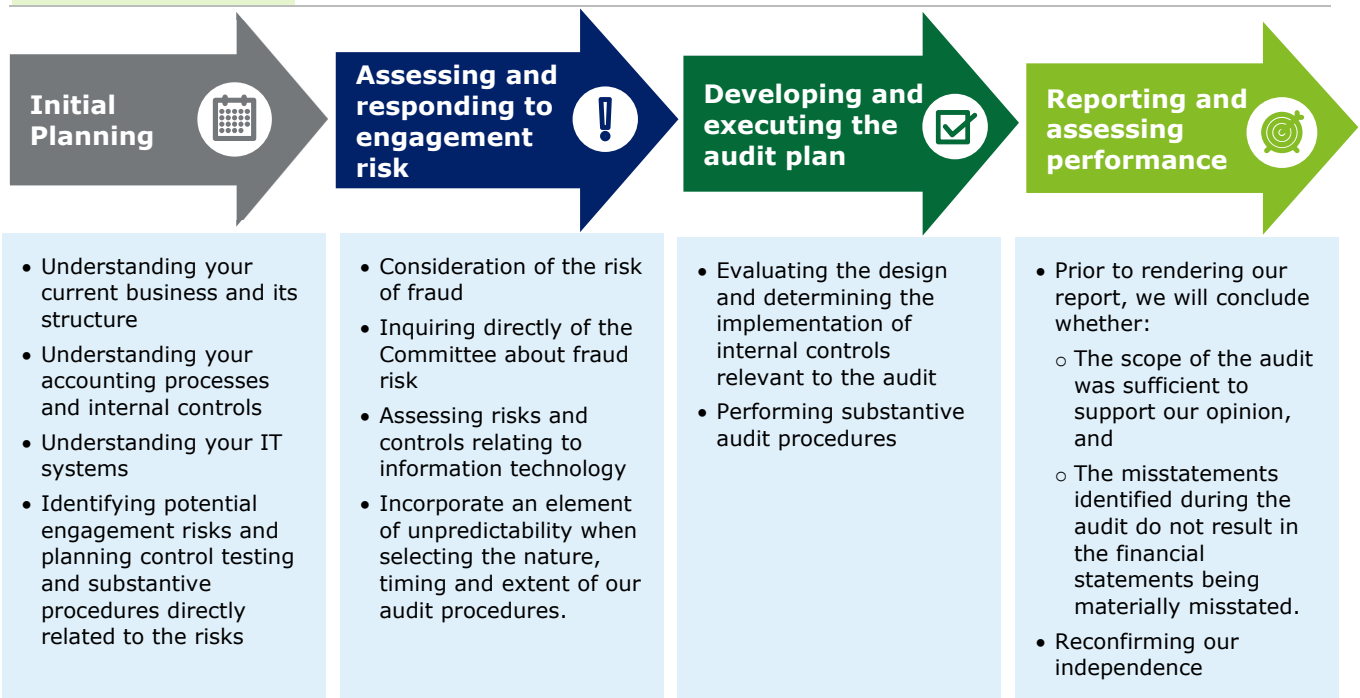 Initial
Planning
Assessing and
responding to
engagement
risk
Developing and
executing the
audit plan
Reporting and
assessing
performance
• Understanding your
current business and its
structure
• Understanding your
accounting processes
and internal controls
• Understanding your IT
systems
• Identifying potential
engagement risks and
planning control testing
and substantive
procedures directly
related to the risks
• Consideration of the risk
of fraud
• Inquiring directly of the
Committee about fraud
risk
• Assessing risks and
controls relating to
information technology
• Incorporate an element
of unpredictability when
selecting the nature,
timing and extent of our
audit procedures.
• Evaluating the design
and determining the
implementation of
internal controls
relevant to the audit
• Performing substantive
audit procedures
• Prior to rendering our
report, we will conclude
whether:
o The scope of the audit
was sufficient to
support our opinion,
and
o The misstatements
identified during the
audit do not result in
the financial
statements being
materially misstated.
• Reconfirming our
independence